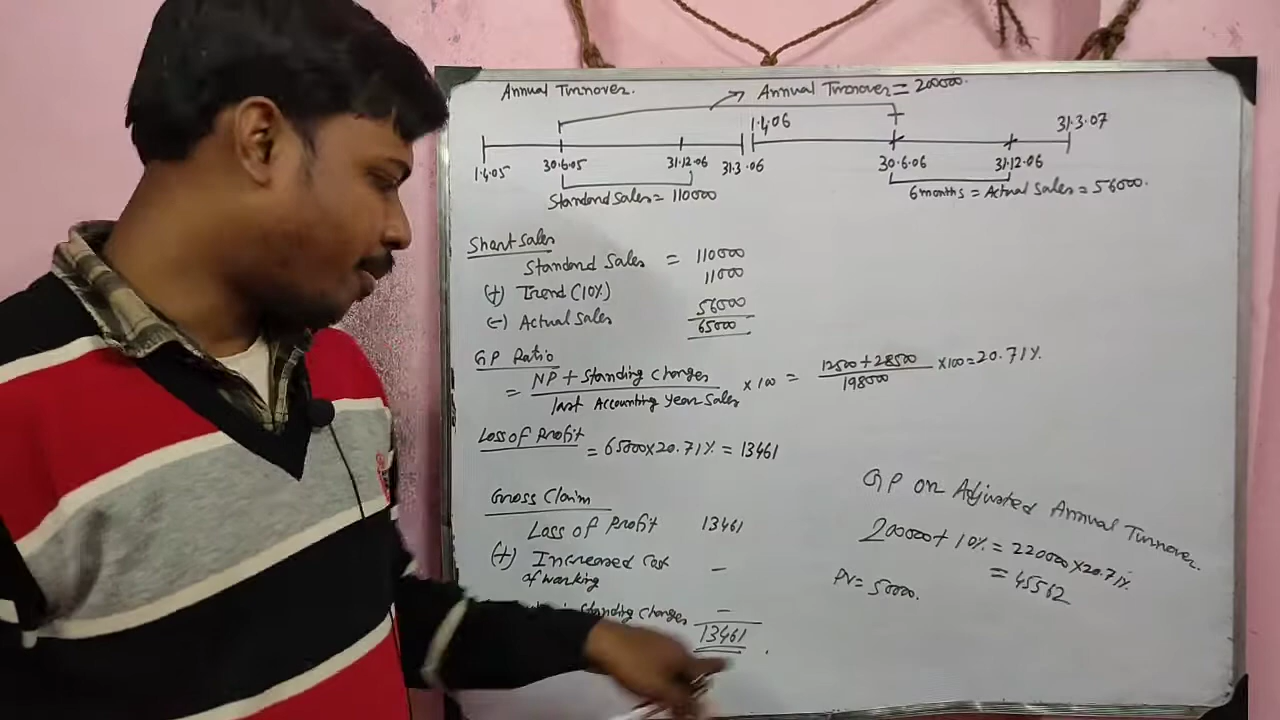 Annual Turnover.
Annual Turnover = 200000.
1.4.06
31.3.07
1.4.05
30.6.05
31.12.06
31.3.06
30.6.06
31.12.06
Standard Sales = 110000
6 months = Actual Sales = 56000.
Short Sales
Standard Sales = 110000
(+) Trend (10%) 11000
(-) Actual Sales 56000
65000
GP Ratio
= NP + Standing Charges / last Accounting Year Sales × 100 = 12500 + 28500 / 198000 × 100 = 20.71%
Loss of Profit = 65000 × 20.71% = 13461
Gross Claim
Loss of Profit 13461
(+) Increased Cost of working –
Standing Charges –
13461
GP on Adjusted Annual Turnover.
200000 + 10% = 220000 × 20.71%
= 45562
PV = 50000.